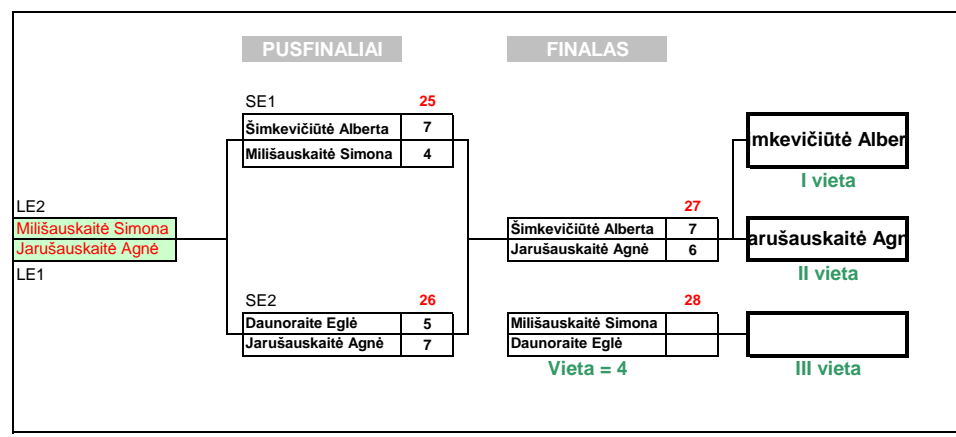 PUSFINALIAI FINALAS
SE1 25
Šimkevičiūtė Alberta 7
Milišauskaitė Simona 4
mkevičiūtė Alber
I vieta
LE2
Milišauskaitė Simona
Jarušauskaitė Agnė
LE1
27
Šimkevičiūtė Alberta 7
Jarušauskaitė Agnė 6
arušauskaitė Agn
II vieta
SE2 26
Daunoraite Eglė 5
Jarušauskaitė Agnė 7
28
Milišauskaitė Simona
Daunoraite Eglė
Vieta = 4
III vieta